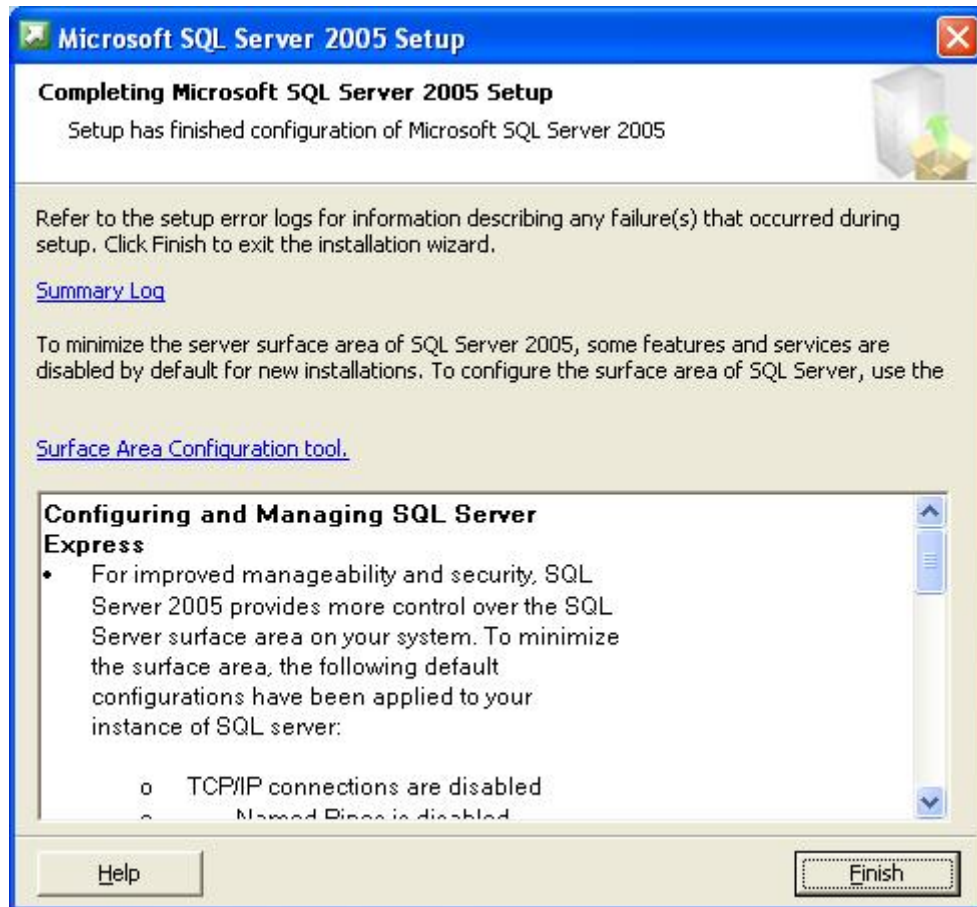 Microsoft SQL Server 2005 Setup
Completing Microsoft SQL Server 2005 Setup
Setup has finished configuration of Microsoft SQL Server 2005
Refer to the setup error logs for information describing any failure(s) that occurred during
setup. Click Finish to exit the installation wizard.
Summary Log
To minimize the server surface area of SQL Server 2005, some features and services are
disabled by default for new installations. To configure the surface area of SQL Server, use the
Surface Area Configuration tool.
Configuring and Managing SQL Server
Express
• For improved manageability and security, SQL
Server 2005 provides more control over the SQL
Server surface area on your system. To minimize
the surface area, the following default
configurations have been applied to your
instance of SQL server:
o TCP/IP connections are disabled
o Named Pipes is disabled
Help
Finish